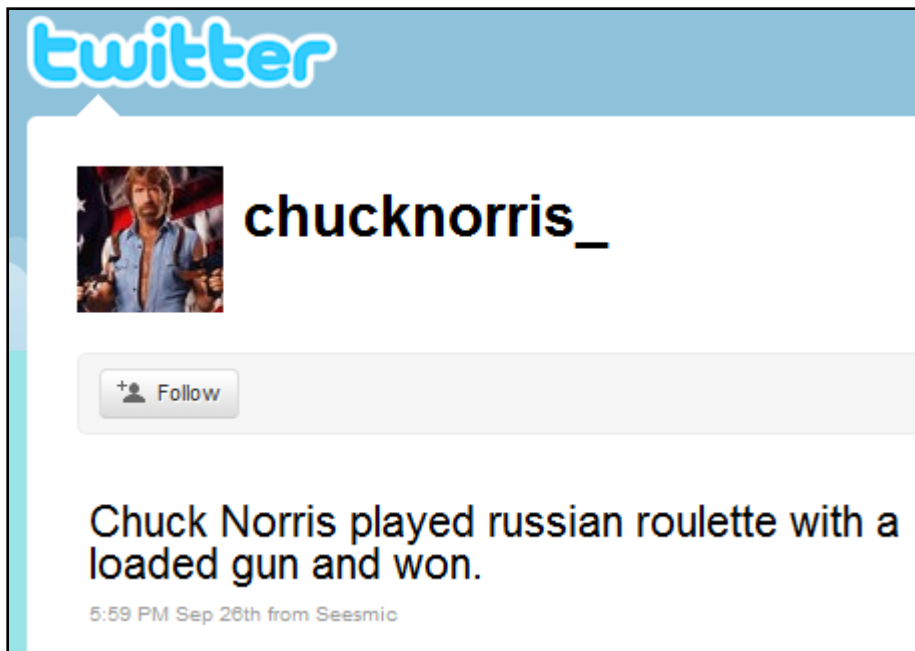 twitter
chucknorris_
Follow
Chuck Norris played russian roulette with a
loaded gun and won.
5:59 PM Sep 26th from Seesmic